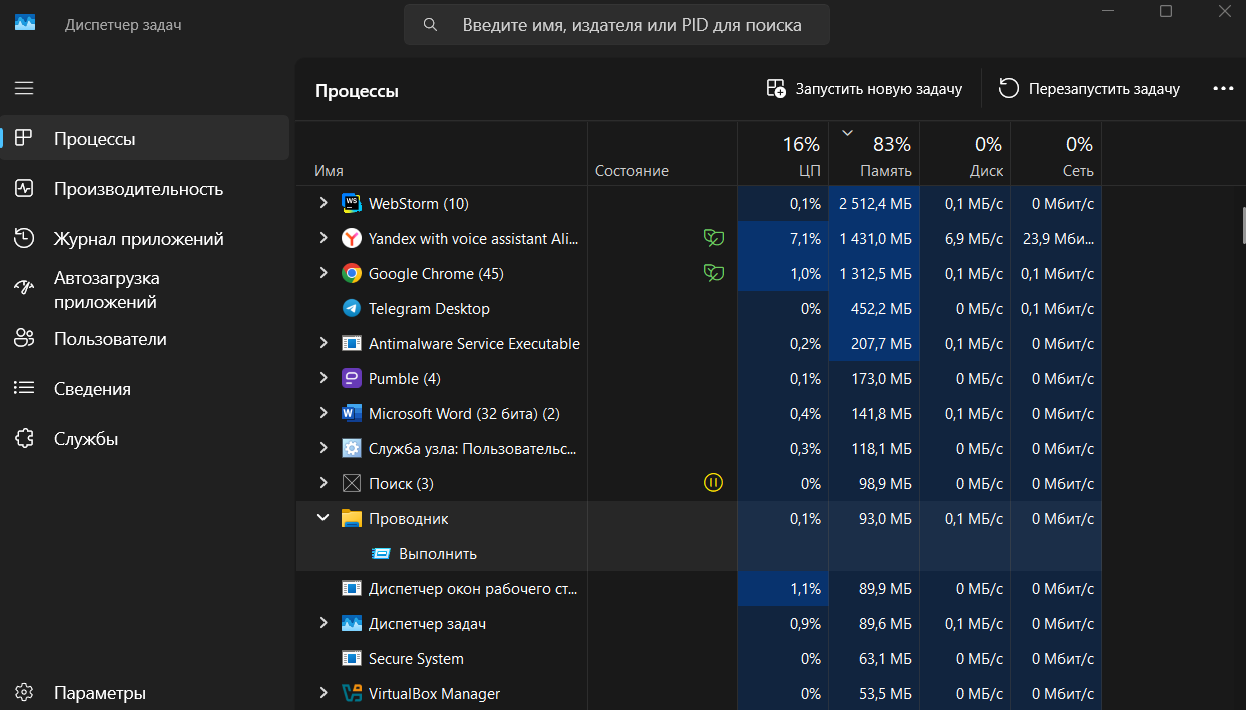 Диспетчер задач
Введите имя, издателя или PID для поиска
Процессы
Запустить новую задачу
Перезапустить задачу
Процессы
Производительность
Журнал приложений
Автозагрузка
приложений
Пользователи
Сведения
Службы
Параметры
16% 83% 0% 0%
Имя Состояние ЦП Память Диск Сеть
WebStorm (10) 0,1% 2 512,4 МБ 0,1 МБ/с 0 Мбит/с
Yandex with voice assistant Ali... 7,1% 1 431,0 МБ 6,9 МБ/с 23,9 Мби...
Google Chrome (45) 1,0% 1 312,5 МБ 0,1 МБ/с 0,1 Мбит/с
Telegram Desktop 0% 452,2 МБ 0 МБ/с 0,1 Мбит/с
Antimalware Service Executable 0,2% 207,7 МБ 0,1 МБ/с 0 Мбит/с
Pumble (4) 0,1% 173,0 МБ 0 МБ/с 0 Мбит/с
Microsoft Word (32 бита) (2) 0,4% 141,8 МБ 0,1 МБ/с 0 Мбит/с
Служба узла: Пользовательс... 0,3% 118,1 МБ 0 МБ/с 0 Мбит/с
Поиск (3) 0% 98,9 МБ 0 МБ/с 0 Мбит/с
Проводник 0,1% 93,0 МБ 0,1 МБ/с 0 Мбит/с
Выполнить
Диспетчер окон рабочего ст... 1,1% 89,9 МБ 0 МБ/с 0 Мбит/с
Диспетчер задач 0,9% 89,6 МБ 0,1 МБ/с 0 Мбит/с
Secure System 0% 63,1 МБ 0 МБ/с 0 Мбит/с
VirtualBox Manager 0% 53,5 МБ 0 МБ/с 0 Мбит/с